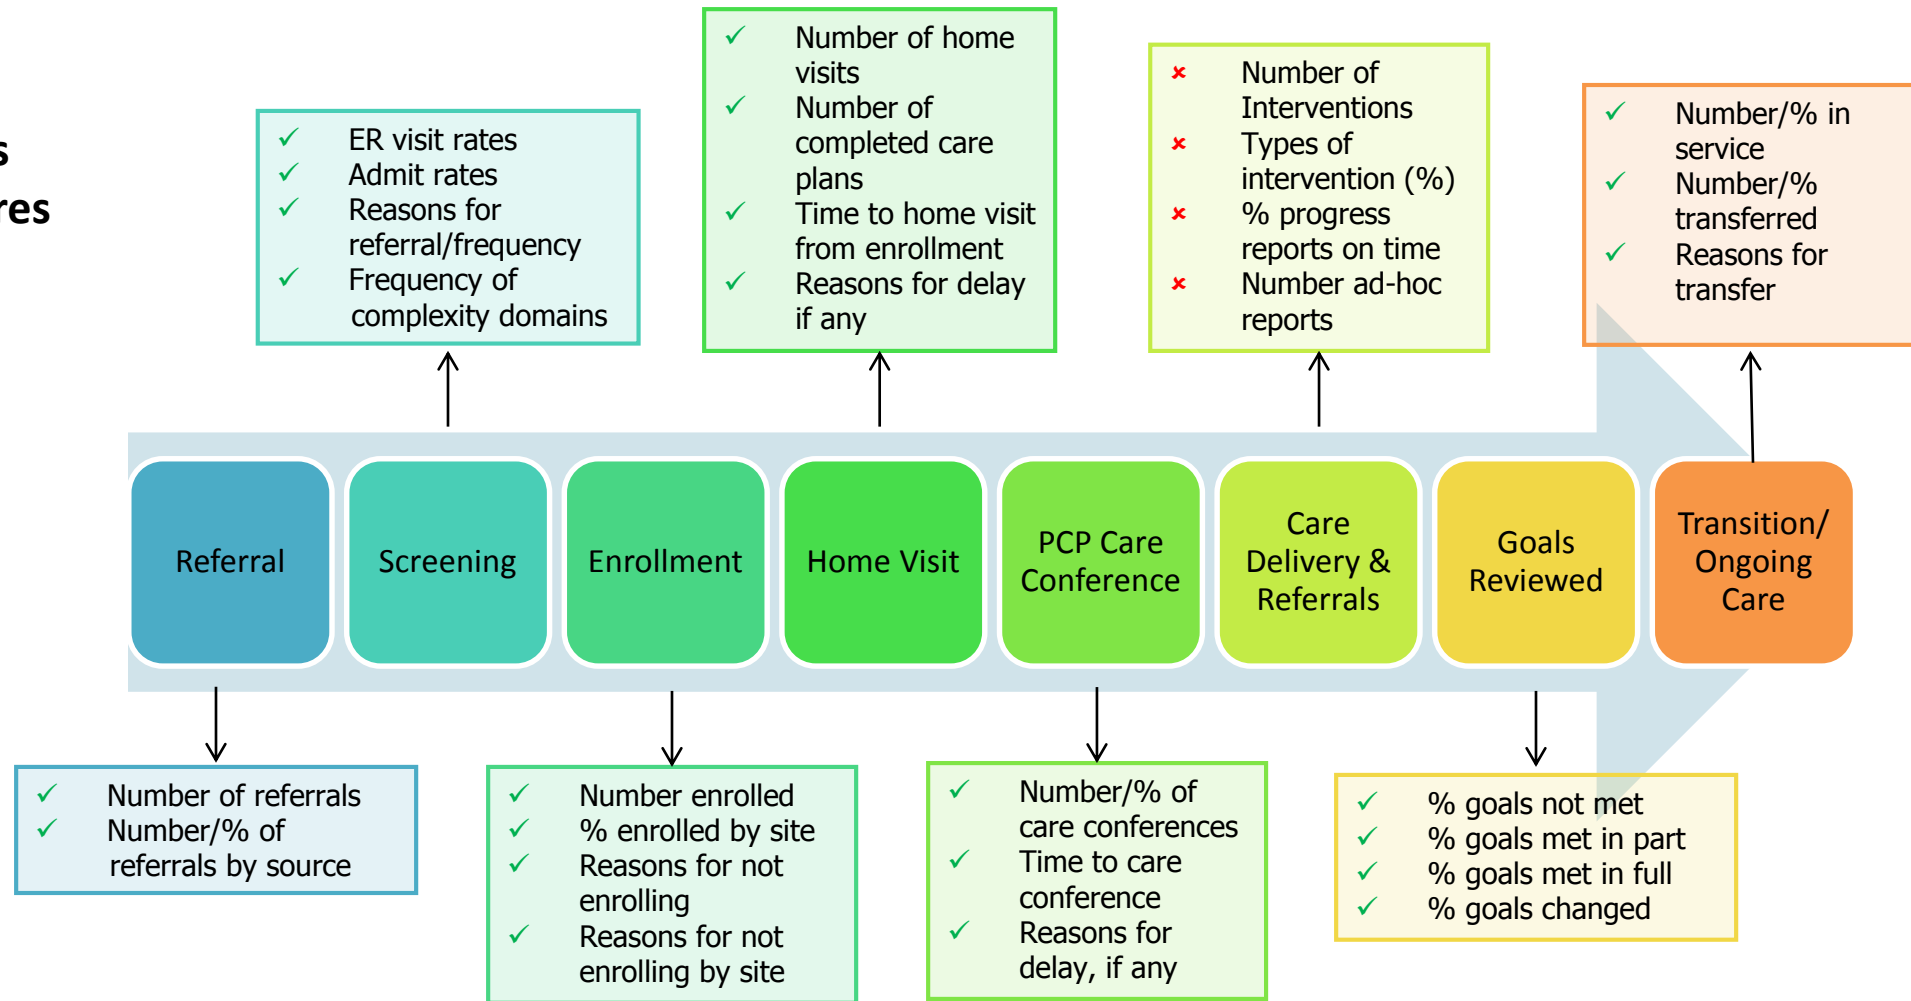 s
res
✓ ER visit rates
✓ Admit rates
✓ Reasons for
referral/frequency
✓ Frequency of
complexity domains
✓ Number of home
visits
✓ Number of
completed care
plans
✓ Time to home visit
from enrollment
✓ Reasons for delay
if any
✗ Number of
Interventions
✗ Types of
intervention (%)
✗ % progress
reports on time
✗ Number ad-hoc
reports
✓ Number/% in
service
✓ Number/%
transferred
✓ Reasons for
transfer
Referral
Screening
Enrollment
Home Visit
PCP Care
Conference
Care
Delivery &
Referrals
Goals
Reviewed
Transition/
Ongoing
Care
✓ Number of referrals
✓ Number/% of
referrals by source
✓ Number enrolled
✓ % enrolled by site
✓ Reasons for not
enrolling
✓ Reasons for not
enrolling by site
✓ Number/% of
care conferences
✓ Time to care
conference
✓ Reasons for
delay, if any
✓ % goals not met
✓ % goals met in part
✓ % goals met in full
✓ % goals changed